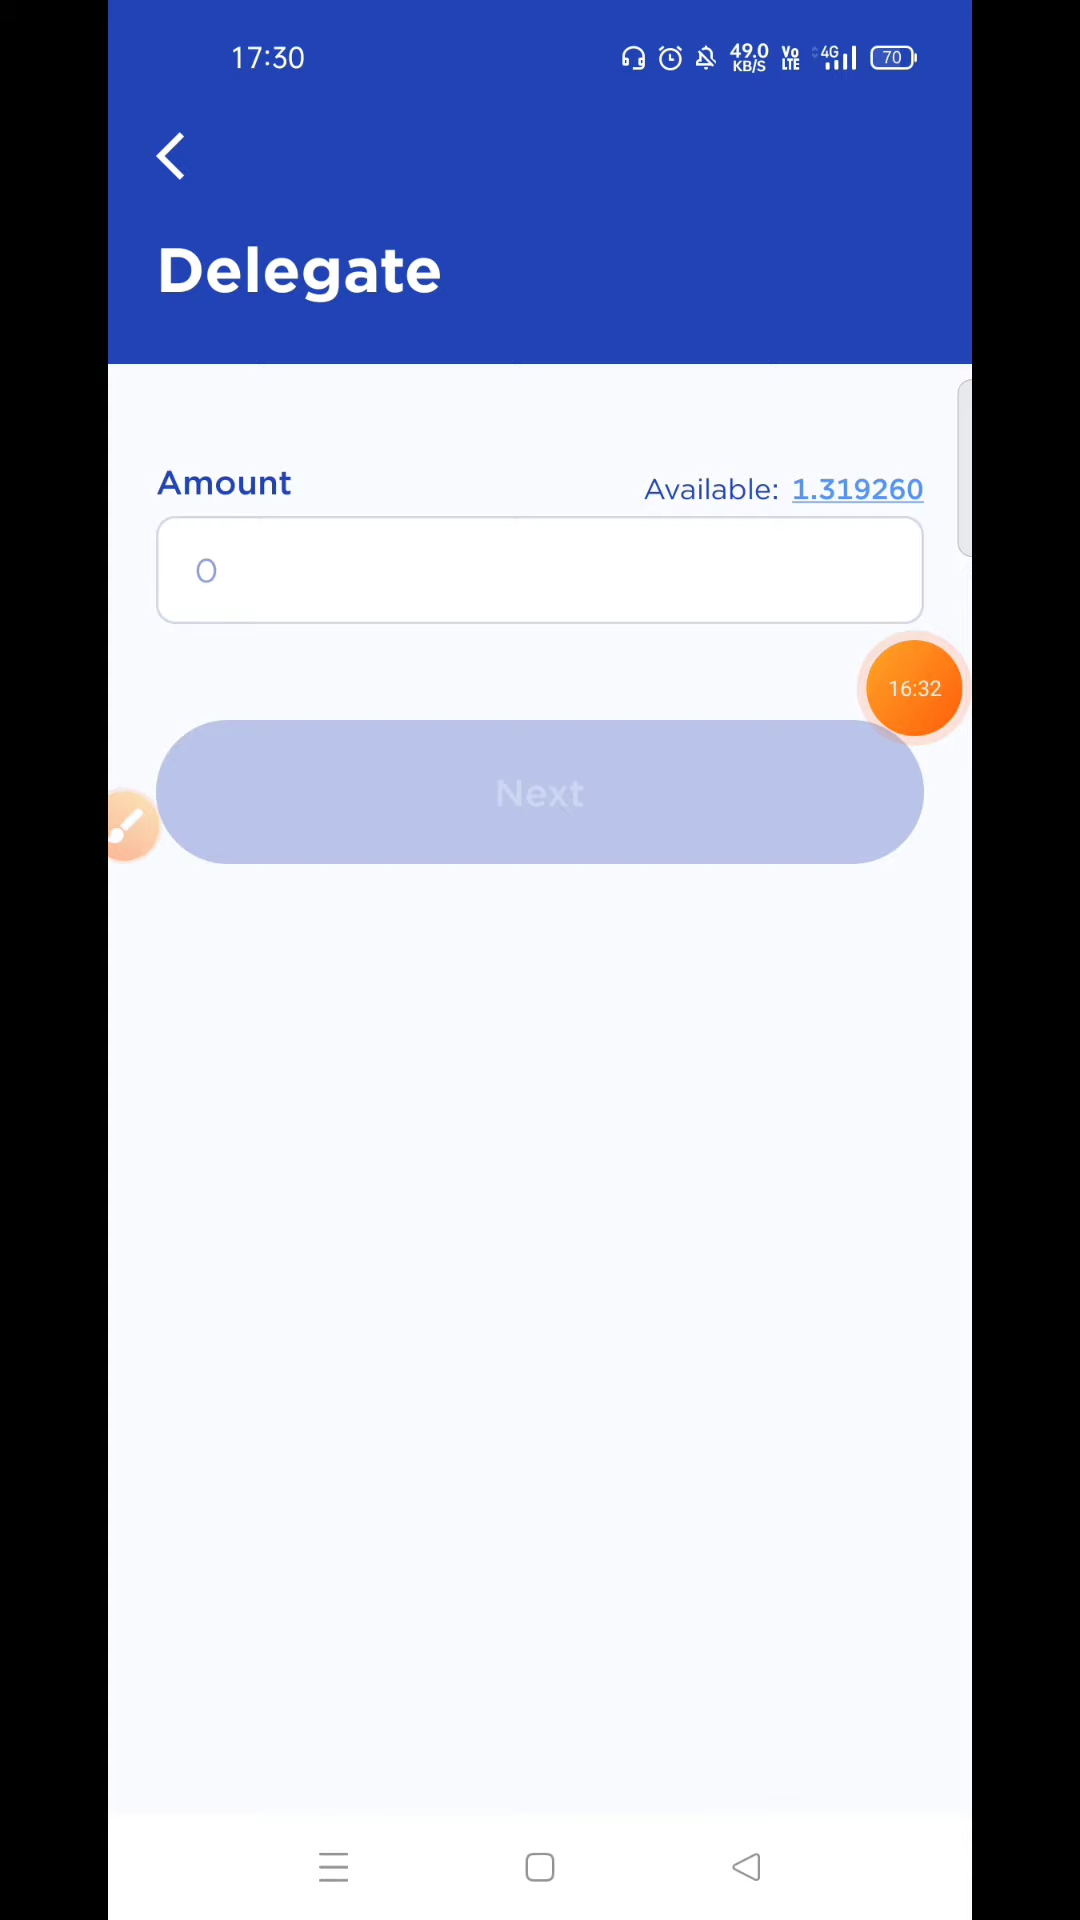 17:30 49.0 KB/S Vo LTE 4G 70
Delegate
Amount
Available: 1.319260
0
16:32
Next